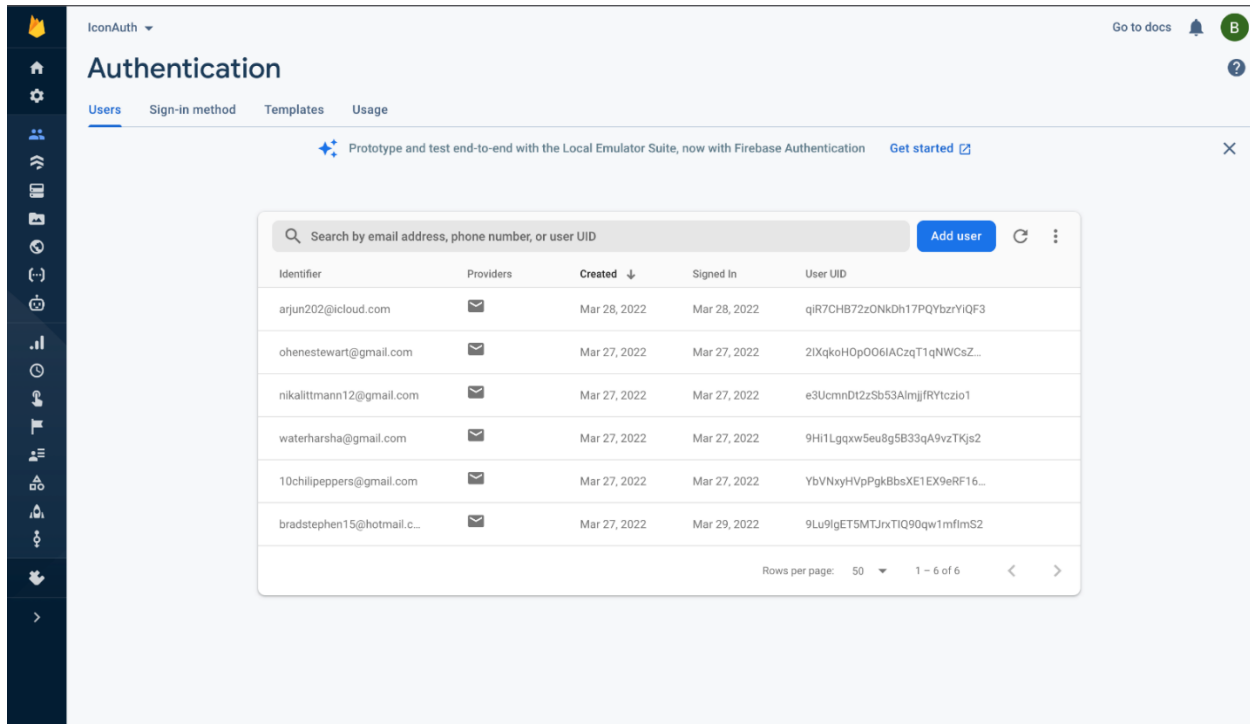 IconAuth
Go to docs
B
Authentication
Users Sign-in method Templates Usage
Prototype and test end-to-end with the Local Emulator Suite, now with Firebase Authentication Get started
Search by email address, phone number, or user UID Add user
Identifier Providers Created Signed In User UID
arjun202@icloud.com Mar 28, 2022 Mar 28, 2022 qiR7CHB72zONkDh17PQYbzrYiQF3
ohenestewart@gmail.com Mar 27, 2022 Mar 27, 2022 2IXqkoHOpOO6IACzqT1qNWCsZ…
nikalittmann12@gmail.com Mar 27, 2022 Mar 27, 2022 e3UcmnDt2zSb53AlmjjfRYtczio1
waterharsha@gmail.com Mar 27, 2022 Mar 27, 2022 9Hi1Lgqxw5eu8g5B33qA9vzTKjs2
10chilipeppers@gmail.com Mar 27, 2022 Mar 27, 2022 YbVNxyHVpPgkBbsXE1EX9eRF16…
bradstephen15@hotmail.c… Mar 27, 2022 Mar 29, 2022 9Lu9lgET5MTJrxTIQ90qw1mfImS2
Rows per page: 50 1 – 6 of 6